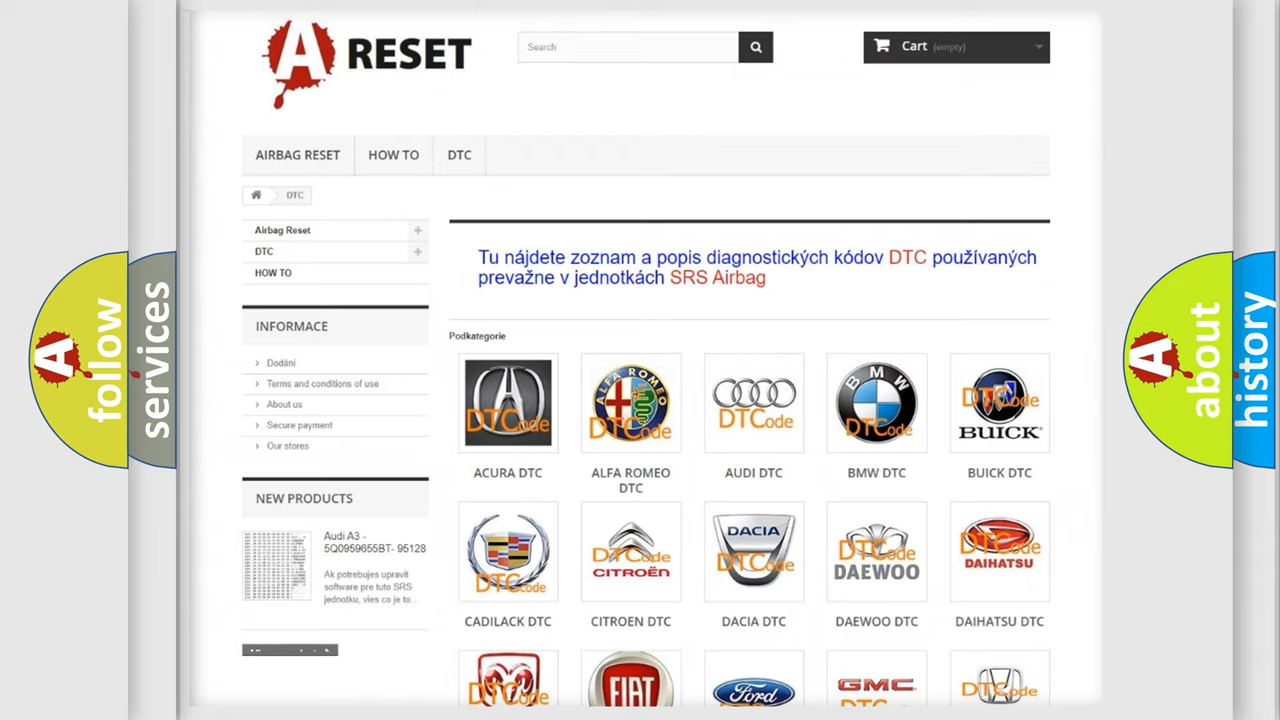 A RESET
Search
Cart (empty)
AIRBAG RESET
HOW TO
DTC
DTC
Airbag Reset
DTC
HOW TO
Tu nájdete zoznam a popis diagnostických kódov DTC používaných
prevažne v jednotkách SRS Airbag
INFORMACE
Dodání
Terms and conditions of use
About us
Secure payment
Our stores
NEW PRODUCTS
Audi A3 -
5Q0959655BT- 95128
Ak potrebujes upravit
software pre tuto SRS
jednotku, vies co je to...
Podkategorie
DTCode
ALFA ROMEO
DTCode
DTCode
BMW
DTCode
DTCode
BUICK
ACURA DTC
ALFA ROMEO
DTC
AUDI DTC
BMW DTC
BUICK DTC
DTCode
DTCode
CITROËN
DACIA
DTCode
DTCode
DAEWOO
DTCode
DAIHATSU
CADILACK DTC
CITROEN DTC
DACIA DTC
DAEWOO DTC
DAIHATSU DTC
DTCode
FIAT
Ford
GMC
DTCode
A follow
services
A about
history